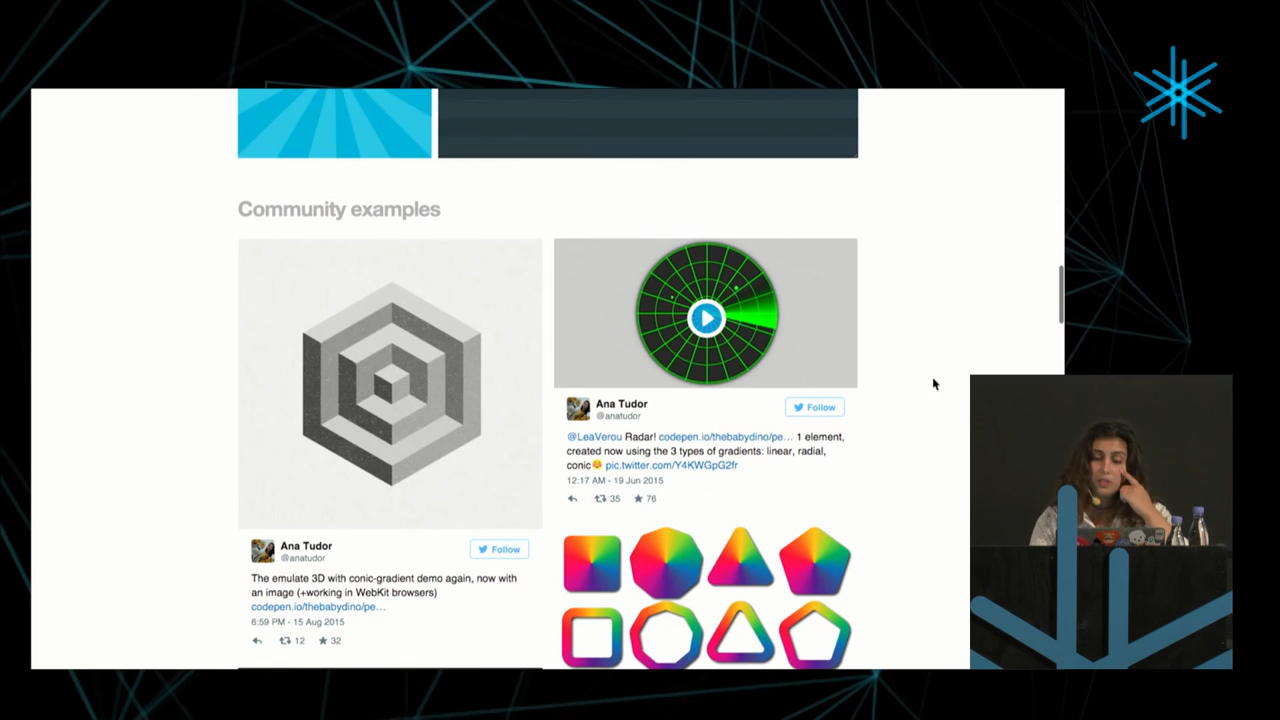 Community examples
Ana Tudor
@anatudor
Follow
The emulate 3D with conic-gradient demo again, now with
an image (+working in WebKit browsers)
codepen.io/thebabydino/pe…
6:59 PM - 15 Aug 2015
12 32
Ana Tudor
@anatudor
Follow
@LeaVerou Radar! codepen.io/thebabydino/pe… 1 element,
created now using the 3 types of gradients: linear, radial,
conic😊 pic.twitter.com/Y4KWGpG2fr
12:17 AM - 19 Jun 2015
35 76